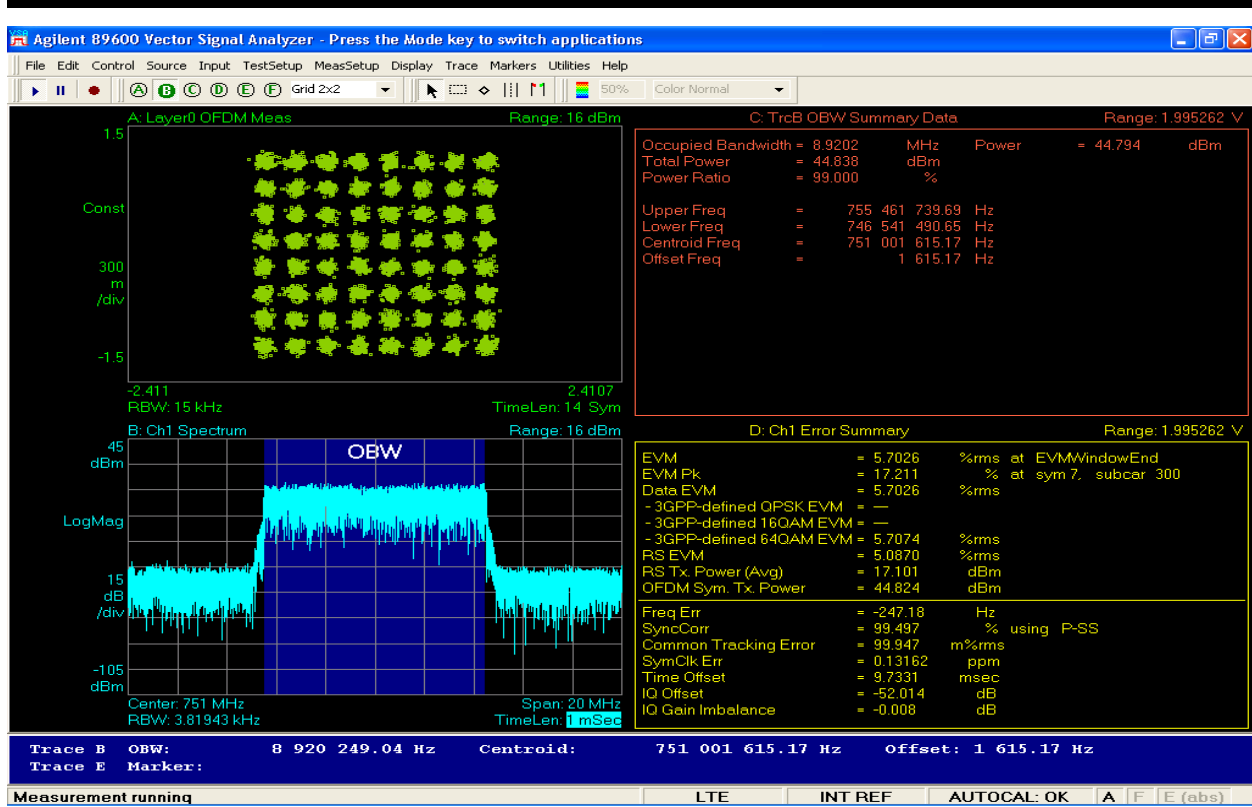 Agilent 89600 Vector Signal Analyzer - Press the Mode key to switch applications
File Edit Control Source Input TestSetup MeasSetup Display Trace Markers Utilities Help
A B C D E F Grid 2x2 50% Color Normal
A: Layer0 OFDM Meas Range: 16 dBm
1.5
Const
300
m
/div
-1.5
-2.411 2.4107
RBW: 15 kHz TimeLen: 14 Sym
C: TrcB OBW Summary Data Range: 1.995262 V
Occupied Bandwidth = 8.9202 MHz Power = 44.794 dBm
Total Power = 44.838 dBm
Power Ratio = 99.000 %
Upper Freq = 755 461 739.69 Hz
Lower Freq = 746 541 490.65 Hz
Centroid Freq = 751 001 615.17 Hz
Offset Freq = 1 615.17 Hz
B: Ch1 Spectrum Range: 16 dBm
45
dBm
OBW
LogMag
15
dB
/div
-105
dBm
Center: 751 MHz Span: 20 MHz
RBW: 3.81943 kHz TimeLen: 1 mSec
D: Ch1 Error Summary Range: 1.995262 V
EVM = 5.7026 %rms at EVMWindowEnd
EVM Pk = 17.211 % at sym 7, subcar 300
Data EVM = 5.7026 %rms
- 3GPP-defined QPSK EVM = —
- 3GPP-defined 16QAM EVM = —
- 3GPP-defined 64QAM EVM = 5.7074 %rms
RS EVM = 5.0870 %rms
RS Tx. Power (Avg) = 17.101 dBm
OFDM Sym. Tx. Power = 44.824 dBm
Freq Err = -247.18 Hz
SyncCorr = 99.497 % using P-SS
Common Tracking Error = 99.947 m%rms
SymClk Err = 0.13162 ppm
Time Offset = 9.7331 msec
IQ Offset = -52.014 dB
IQ Gain Imbalance = -0.008 dB
Trace B OBW: 8 920 249.04 Hz Centroid: 751 001 615.17 Hz Offset: 1 615.17 Hz
Trace E Marker:
Measurement running LTE INT REF AUTOCAL: OK A F E (abs)